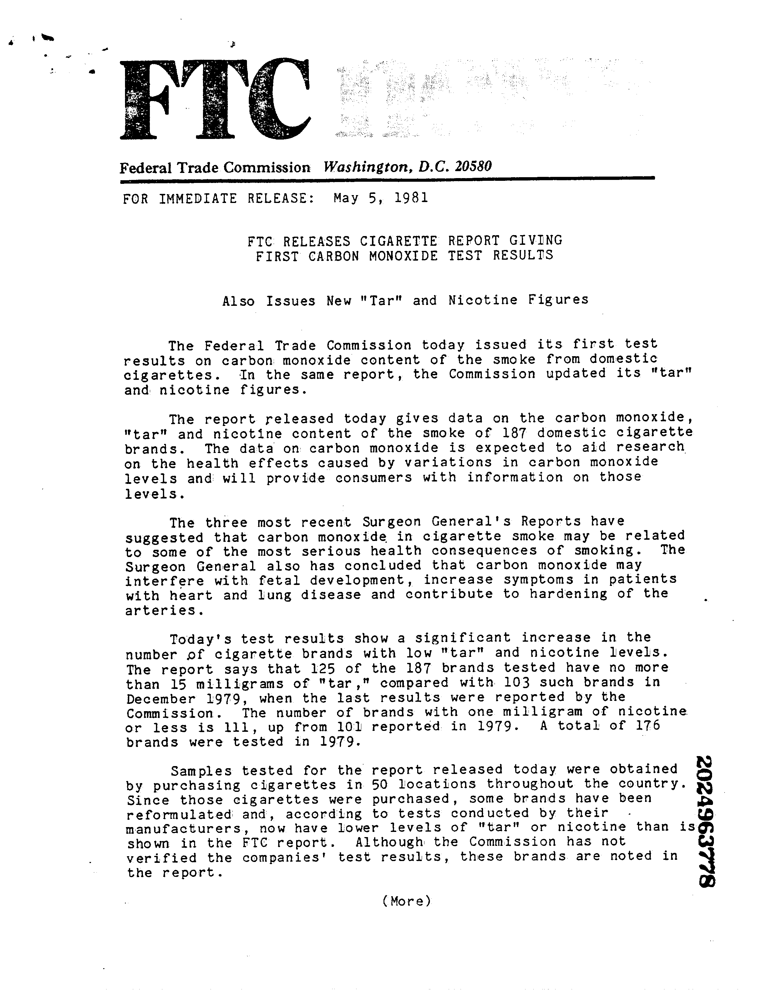 FTC
Federal Trade Commission Washington, D.C. 20580
FOR IMMEDIATE RELEASE: May 5, 1981
FTC RELEASES CIGARETTE REPORT GIVING
FIRST CARBON MONOXIDE TEST RESULTS
Also Issues New "Tar" and Nicotine Figures
The Federal Trade Commission today issued its first test
results on carbon monoxide content of the smoke from domestic
cigarettes. In the same report, the Commission updated its "tar"
and nicotine figures.
The report released today gives data on the carbon monoxide,
"tar" and nicotine content of the smoke of 187 domestic cigarette
brands. The data on carbon monoxide is expected to aid research
on the health effects caused by variations in carbon monoxide
levels and will provide consumers with information on those
levels.
The three most recent Surgeon General's Reports have
suggested that carbon monoxide in cigarette smoke may be related
to some of the most serious health consequences of smoking. The
Surgeon General also has concluded that carbon monoxide may
interfere with fetal development, increase symptoms in patients
with heart and lung disease and contribute to hardening of the
arteries.
Today's test results show a significant increase in the
number of cigarette brands with low "tar" and nicotine levels.
The report says that 125 of the 187 brands tested have no more
than 15 milligrams of "tar," compared with 103 such brands in
December 1979, when the last results were reported by the
Commission. The number of brands with one milligram of nicotine
or less is 111, up from 101 reported in 1979. A total of 176
brands were tested in 1979.
Samples tested for the report released today were obtained
by purchasing cigarettes in 50 locations throughout the country.
Since those cigarettes were purchased, some brands have been
reformulated and, according to tests conducted by their
manufacturers, now have lower levels of "tar" or nicotine than is
shown in the FTC report. Although the Commission has not
verified the companies' test results, these brands are noted in
the report.
(More)
2024963778